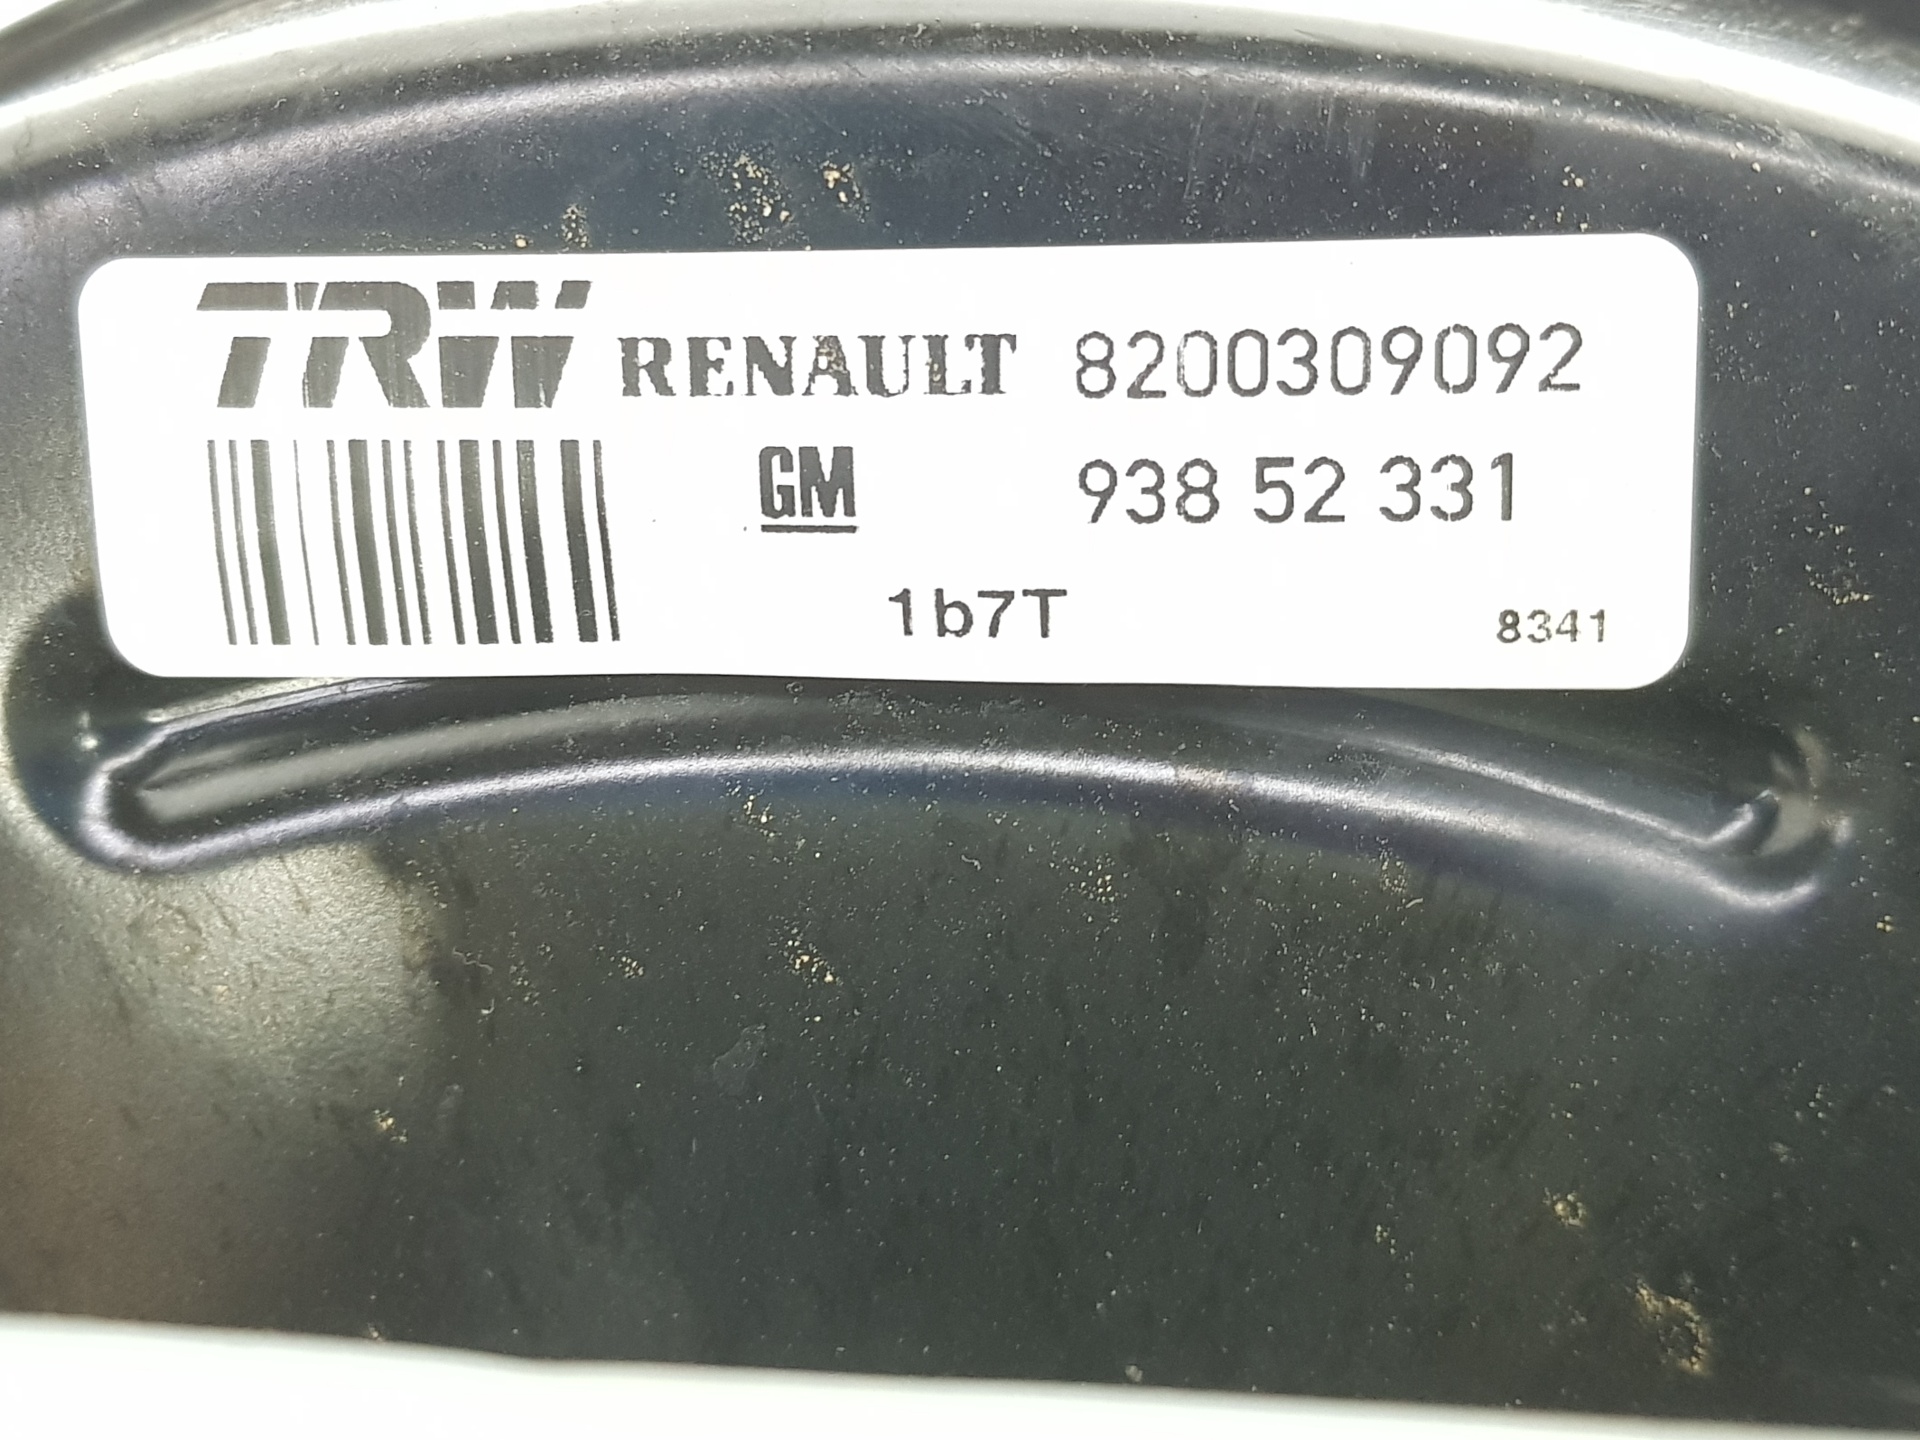 TRW RENAULT 8200309092
GM 938 52 331
1b7T 8341